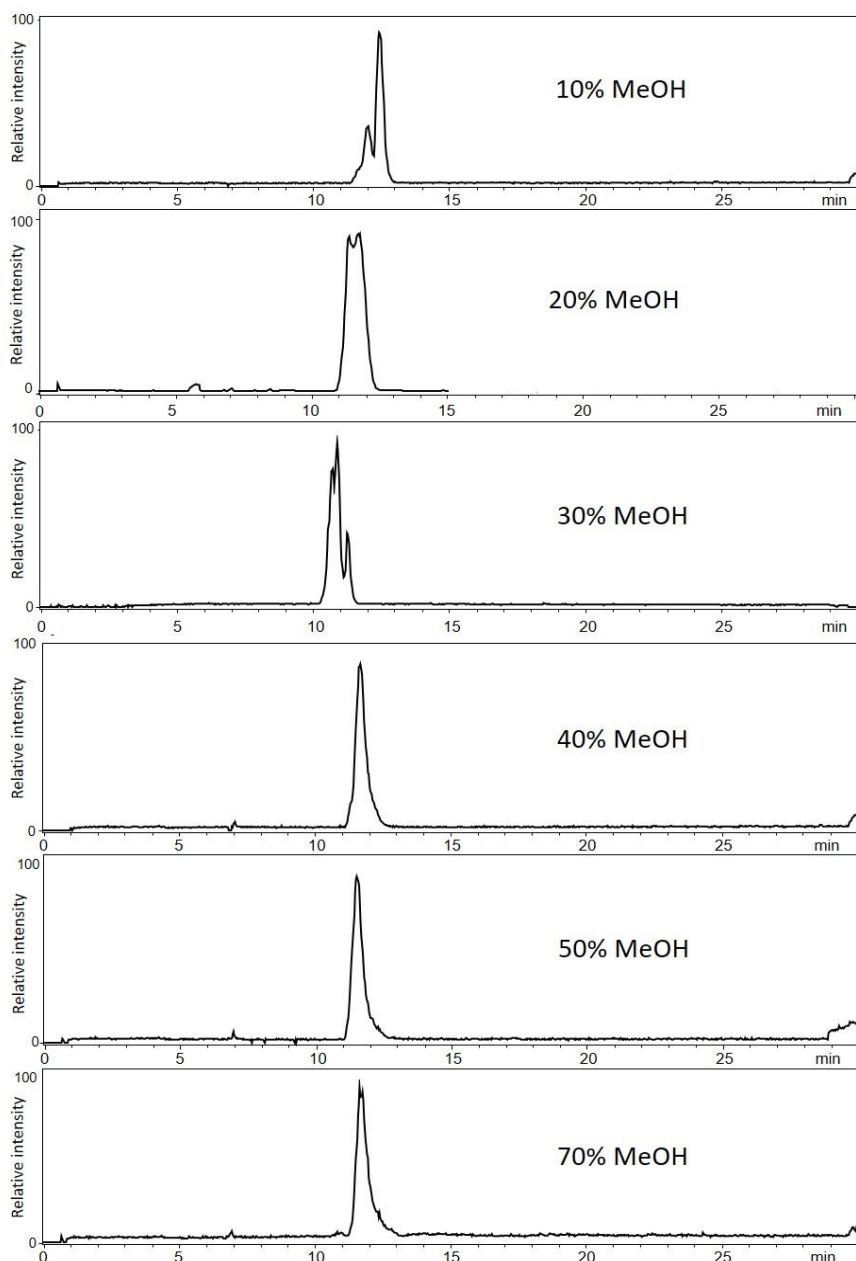 100
Relative intensity
10% MeOH
0
0 5 10 15 20 25 min
100
Relative intensity
20% MeOH
0
0 5 10 15 20 25 min
100
Relative intensity
30% MeOH
0
0 5 10 15 20 25 min
100
Relative intensity
40% MeOH
0
0 5 10 15 20 25 min
100
Relative intensity
50% MeOH
0
0 5 10 15 20 25 min
100
Relative intensity
70% MeOH
0
0 5 10 15 20 25 min